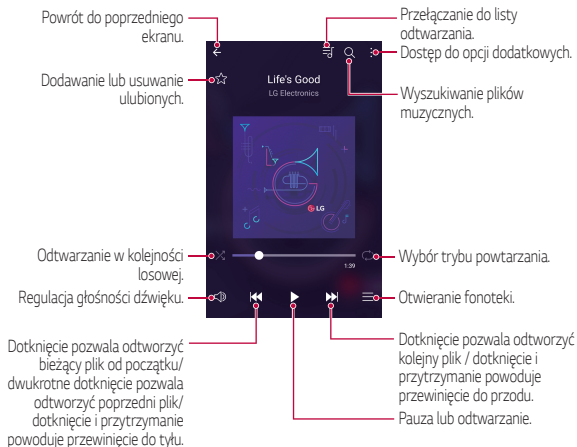 Powrót do poprzedniego
ekranu.
Przełączanie do listy
odtwarzania.
Dostęp do opcji dodatkowych.
Dodawanie lub usuwanie
ulubionych.
Life's Good
LG Electronics
Wyszukiwanie plików
muzycznych.
LG
Odtwarzanie w kolejności
losowej.
1:39
Wybór trybu powtarzania.
Regulacja głośności dźwięku.
Otwieranie fonoteki.
Dotknięcie pozwala odtworzyć
bieżący plik od początku/
dwukrotne dotknięcie pozwala
odtworzyć poprzedni plik/
dotknięcie i przytrzymanie
powoduje przewinięcie do tyłu.
Dotknięcie pozwala odtworzyć
kolejny plik / dotknięcie i
przytrzymanie powoduje
przewinięcie do przodu.
Pauza lub odtwarzanie.